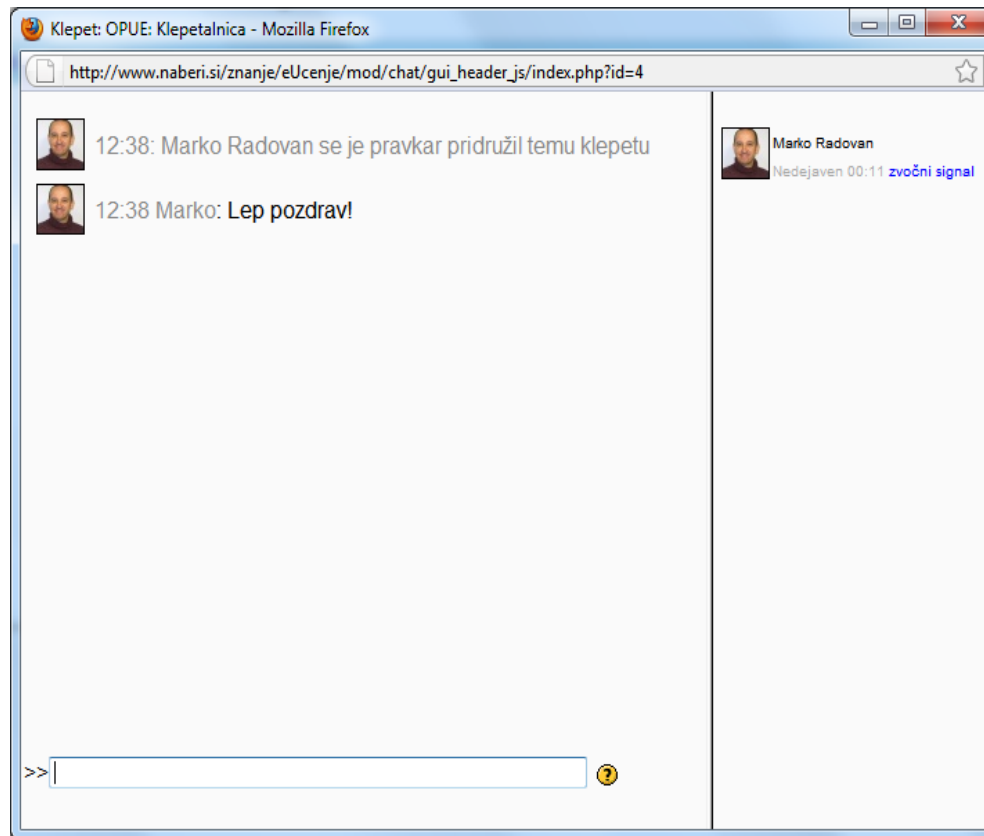 Klepet: OPUE: Klepetalnica - Mozilla Firefox
http://www.naberi.si/znanje/eUcenje/mod/chat/gui_header_js/index.php?id=4
12:38: Marko Radovan se je pravkar pridružil temu klepetu
12:38 Marko: Lep pozdrav!
Marko Radovan
Nedejaven 00:11 zvočni signal
>>
?